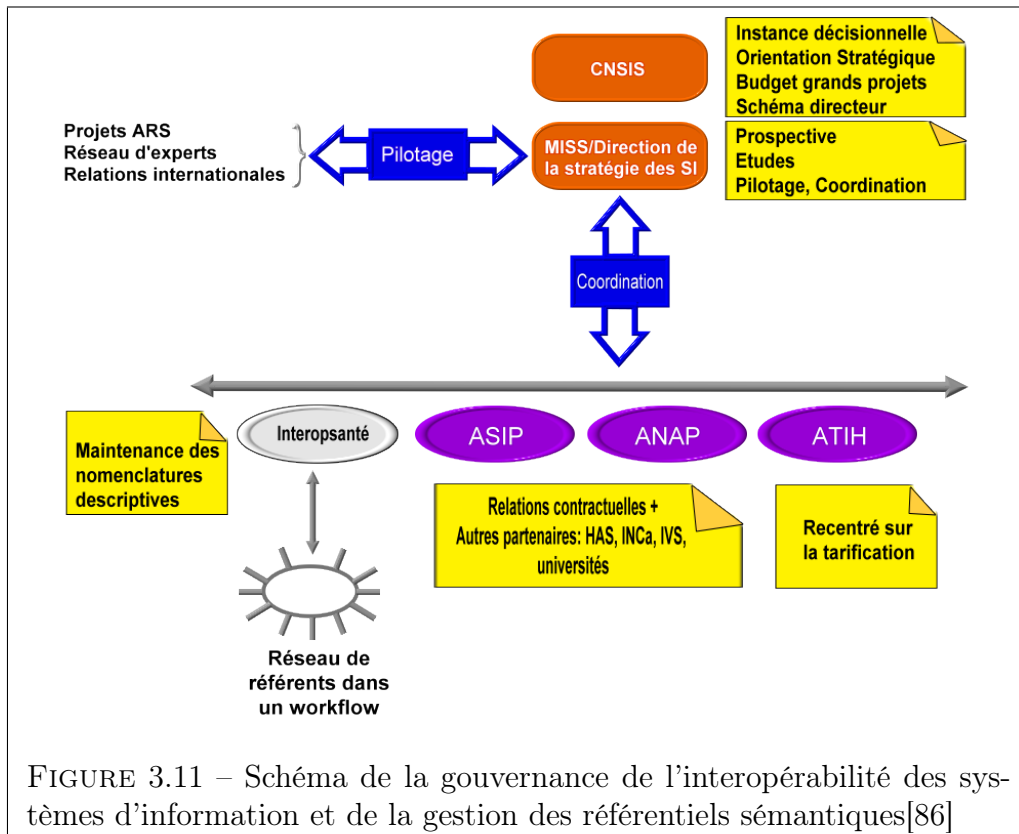 CNSIS
Instance décisionnelle
Orientation Stratégique
Budget grands projets
Schéma directeur
Projets ARS
Réseau d'experts
Relations internationales
Pilotage
MISS/Direction de
la stratégie des SI
Prospective
Etudes
Pilotage, Coordination
Coordination
Maintenance des
nomenclatures
descriptives
Interopsanté
ASIP
ANAP
ATIH
Relations contractuelles +
Autres partenaires: HAS, INCa, IVS,
universités
Recentré sur
la tarification
Réseau de
référents dans
un workflow
FIGURE 3.11 – Schéma de la gouvernance de l'interopérabilité des sys-
tèmes d'information et de la gestion des référentiels sémantiques[86]